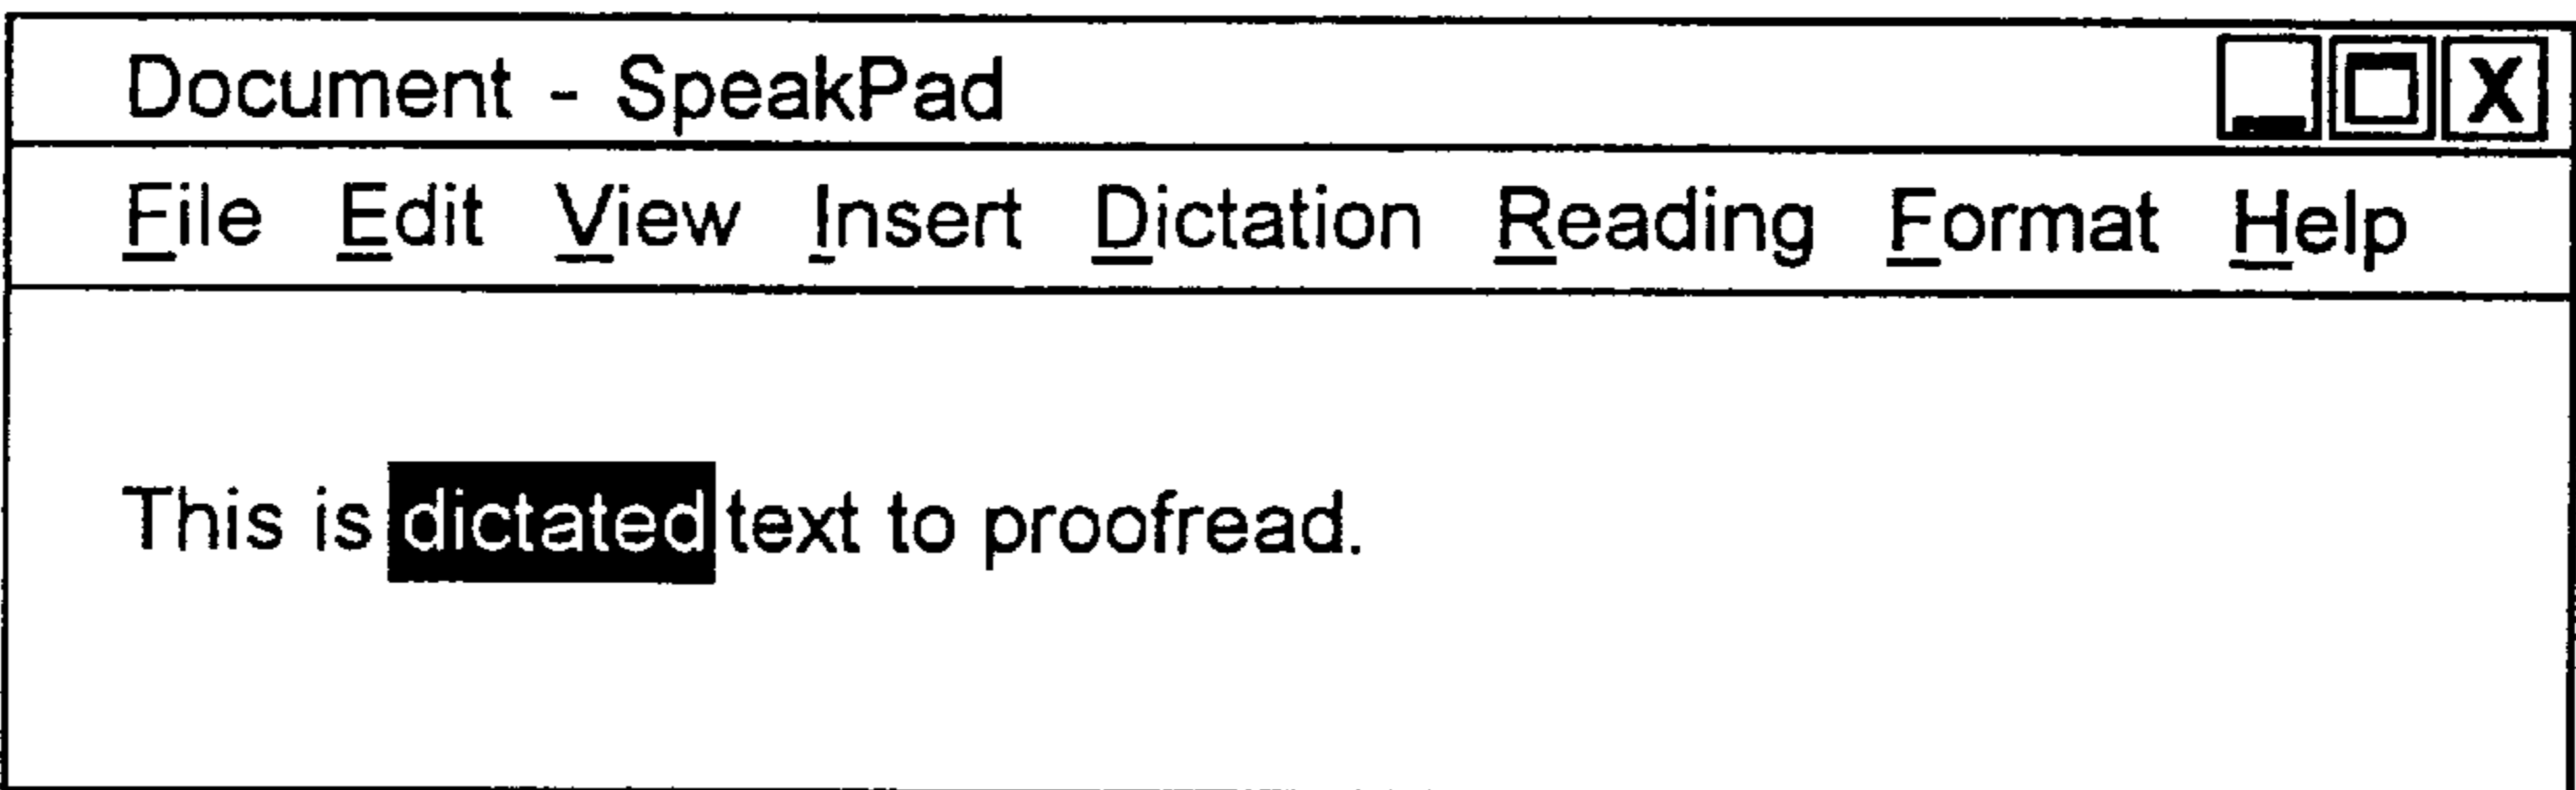 Document - SpeakPad
File Edit View Insert Dictation Reading Format Help
This is dictated text to proofread.